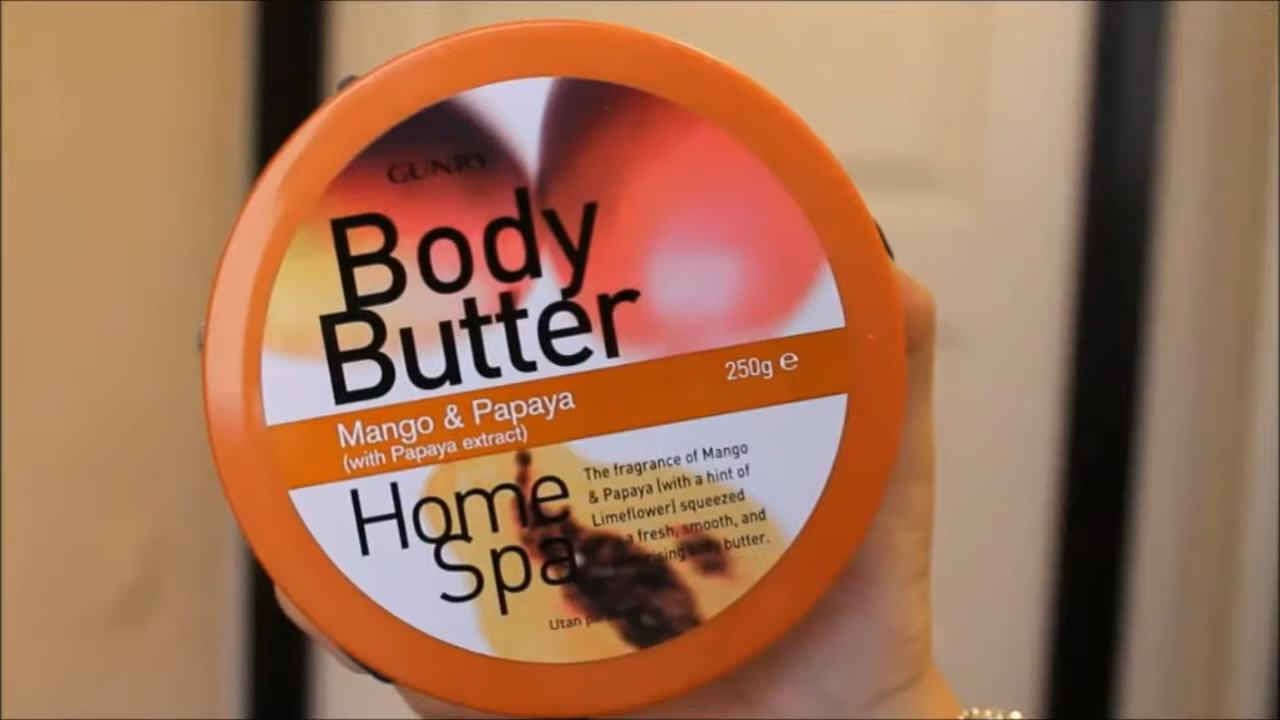 GUNRY
Body
Butter
250g ℮
Mango & Papaya
(with Papaya extract)
Home
Spa
The fragrance of Mango
& Papaya (with a hint of
Limeflower) squeezed
a fresh, smooth, and
butter.
Utan